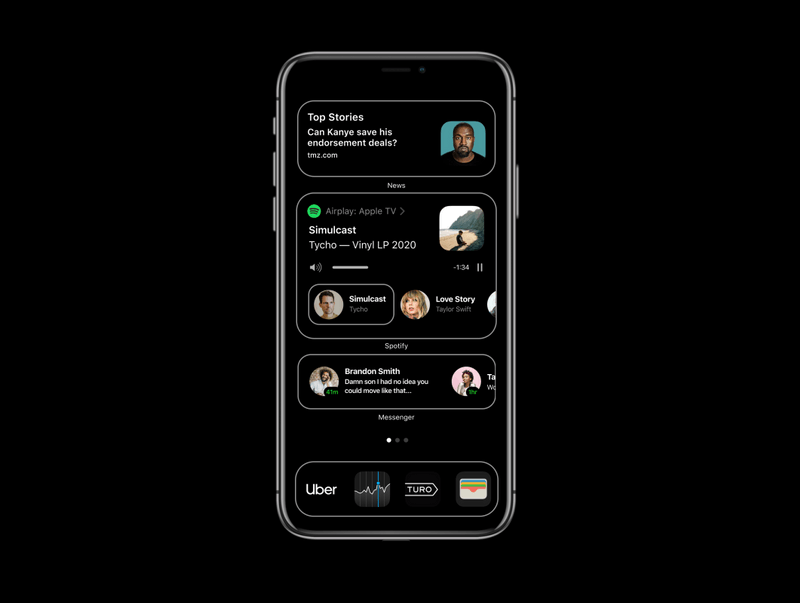 Top Stories
Can Kanye save his
endorsement deals?
tmz.com
News
Airplay: Apple TV >
Simulcast
Tycho — Vinyl LP 2020
-1:34
Simulcast
Tycho
Love Story
Taylor Swift
Spotify
Brandon Smith
Damn son I had no idea you
could move like that...
41m
Ta
Wo
1hr
Messenger
Uber
TURO